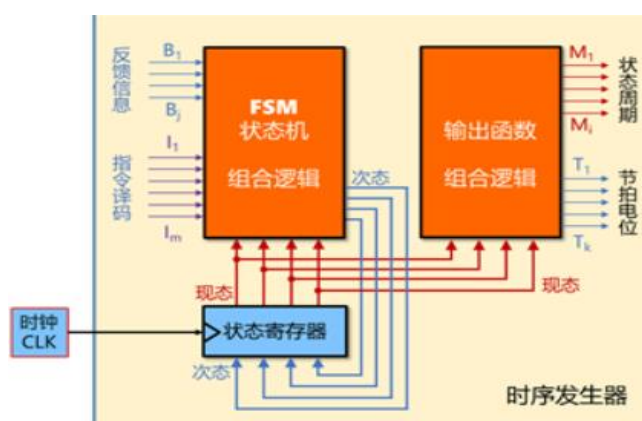 反馈信息
B1
Bj
指令译码
I1
Im
FSM
状态机
组合逻辑
次态
输出函数
组合逻辑
M1
Mi
状态周期
T1
Tk
节拍电位
现态
现态
时钟
CLK
状态寄存器
次态
时序发生器